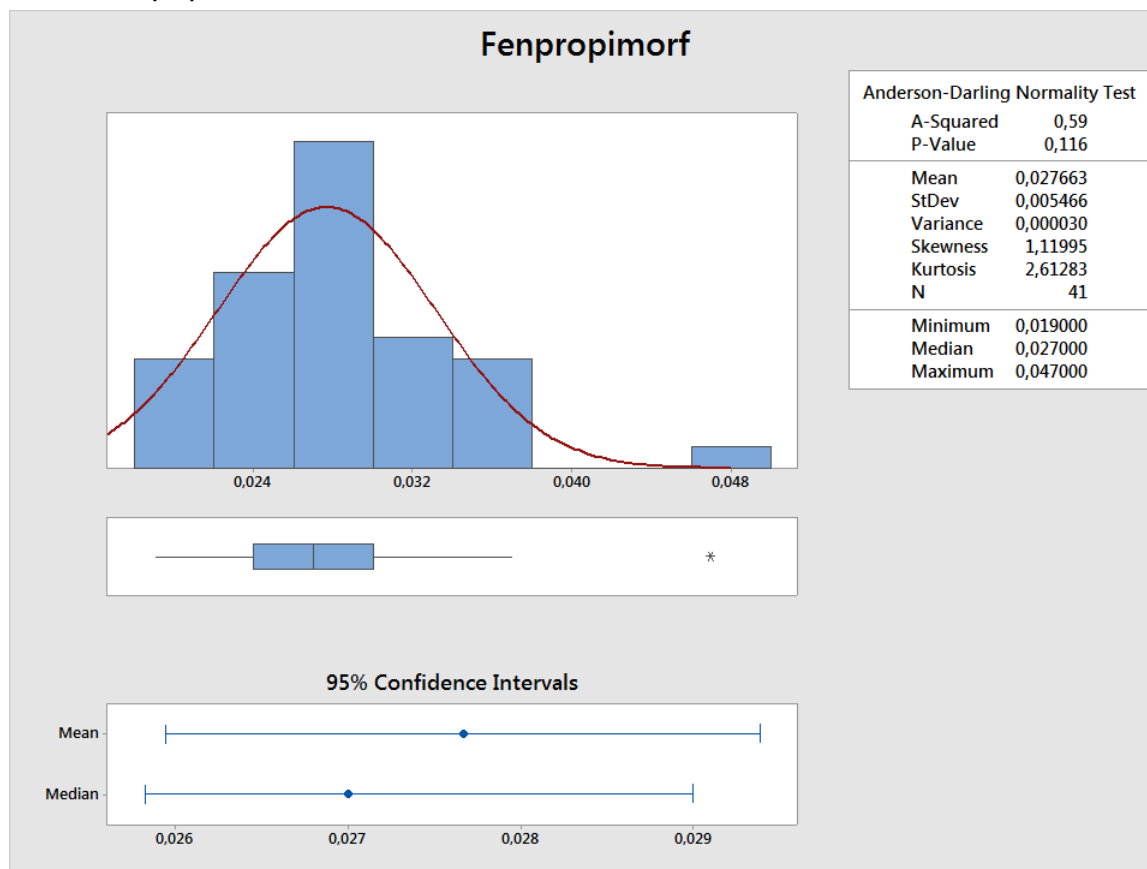 Fenpropimorf
Anderson-Darling Normality Test
A-Squared 0,59
P-Value 0,116
Mean 0,027663
StDev 0,005466
Variance 0,000030
Skewness 1,11995
Kurtosis 2,61283
N 41
Minimum 0,019000
Median 0,027000
Maximum 0,047000
0,024 0,032 0,040 0,048
*
95% Confidence Intervals
Mean
Median
0,026 0,027 0,028 0,029